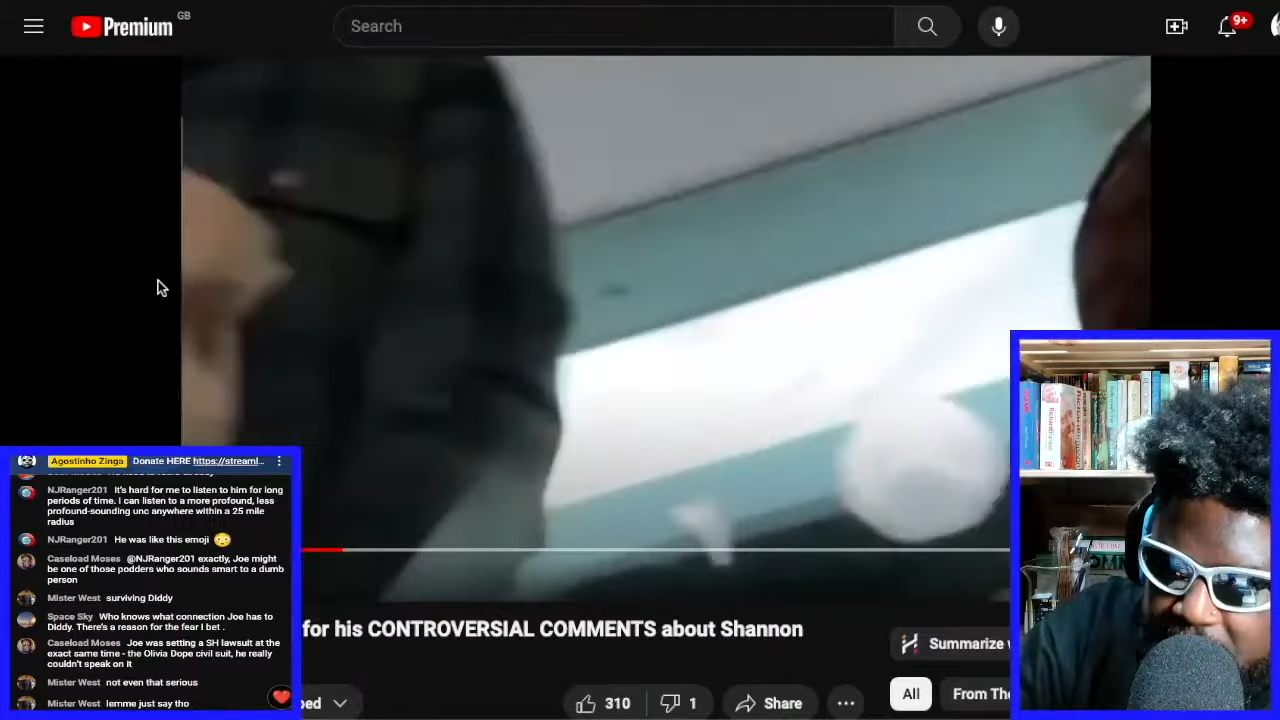 Premium GB
Search
9+
Agostinho Zinga Donate HERE https://streaml...
NJRanger201 It's hard for me to listen to him for long
periods of time. I can listen to a more profound, less
profound-sounding unc anywhere within a 25 mile
radius
NJRanger201 He was like this emoji 😳
Caseload Moses @NJRanger201 exactly, Joe might
be one of those podders who sounds smart to a dumb
person
Mister West surviving Diddy
Space Sky Who knows what connection Joe has to
Diddy. There's a reason for the fear I bet .
Caseload Moses Joe was setting a SH lawsuit at the
exact same time - the Olivia Dope civil suit, he really
couldn't speak on it
Mister West not even that serious
Mister West lemme just say tho
for his CONTROVERSIAL COMMENTS about Shannon
Summarize
310
1
Share
All
From The